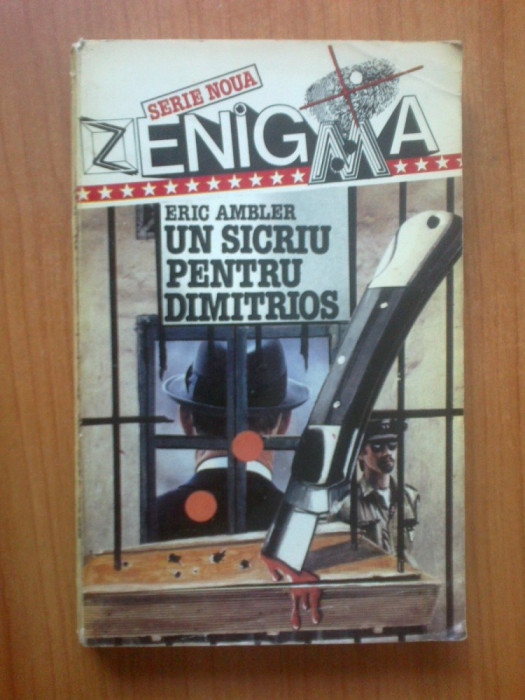 SERIE NOUA
ENIGMA
ERIC AMBLER
UN SICRIU
PENTRU
DIMITRIOS